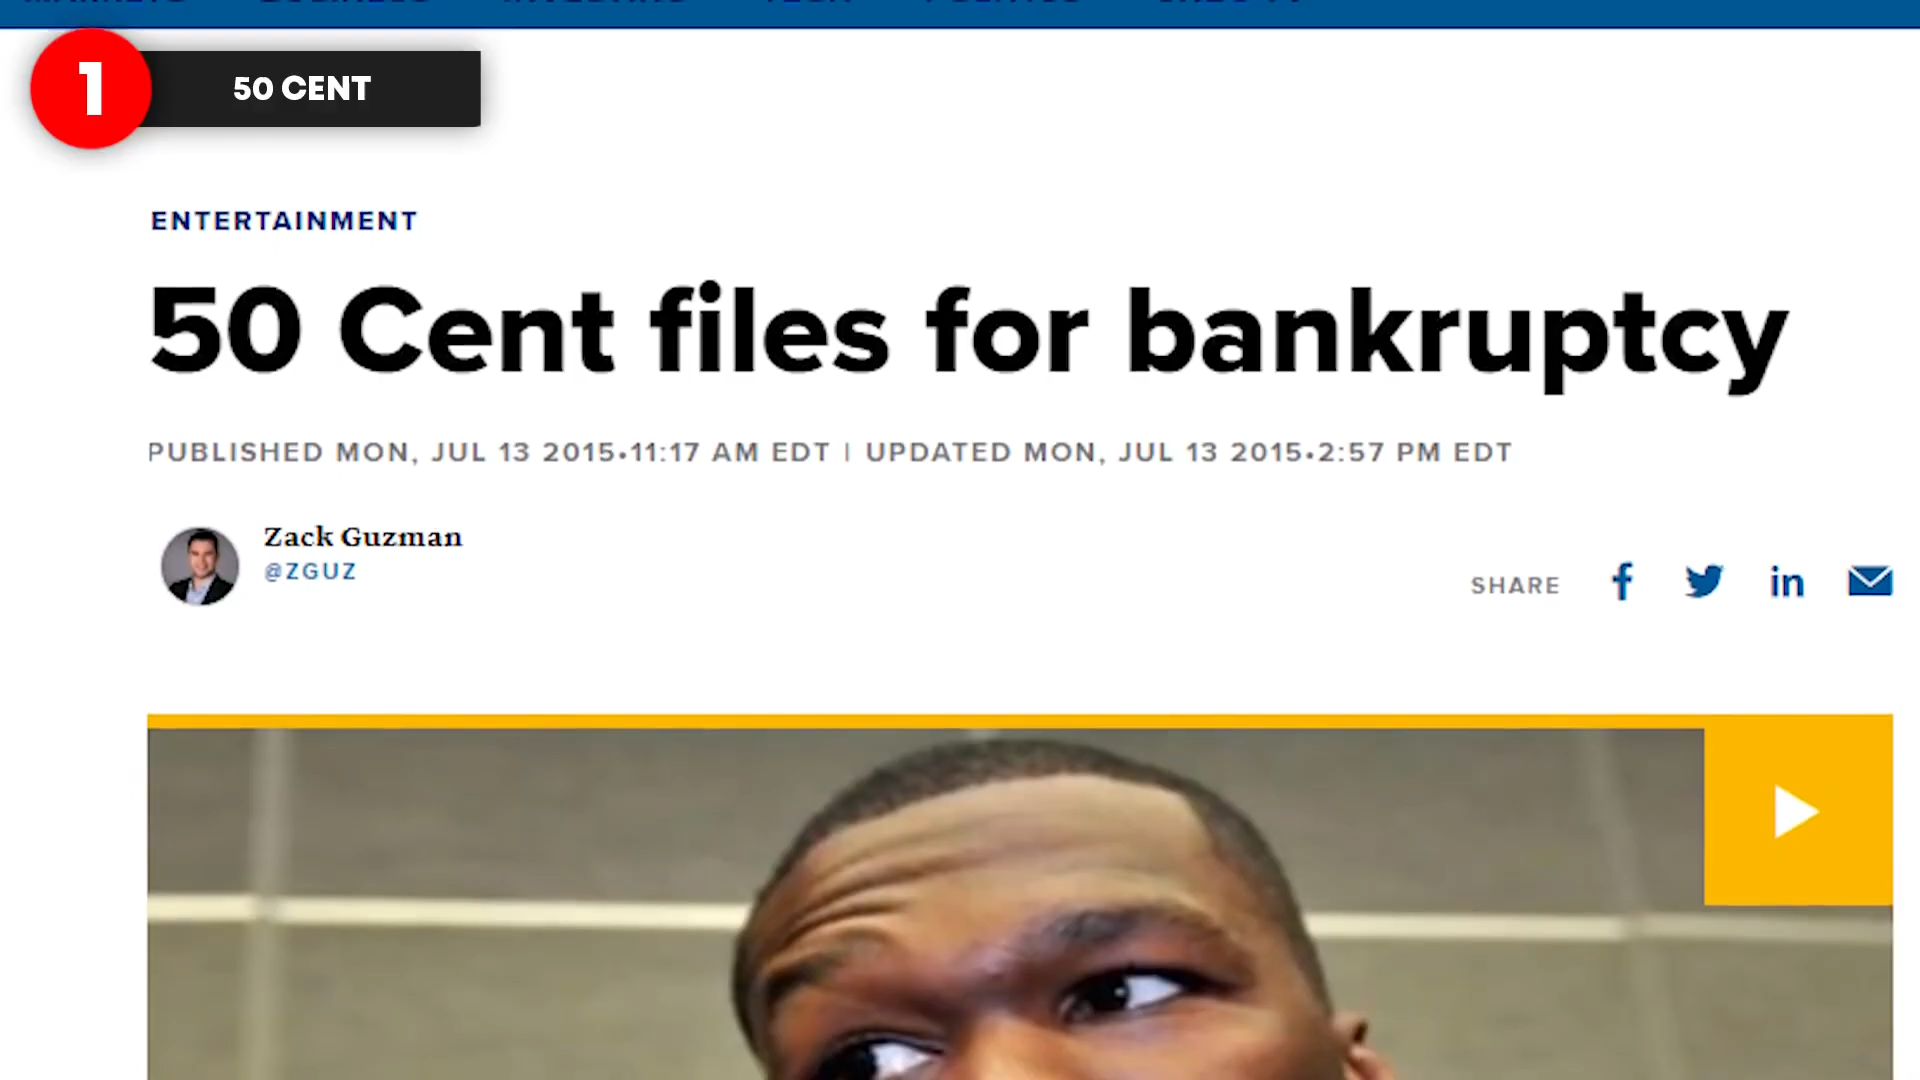 1
50 CENT
ENTERTAINMENT
50 Cent files for bankruptcy
PUBLISHED MON, JUL 13 2015•11:17 AM EDT | UPDATED MON, JUL 13 2015•2:57 PM EDT
Zack Guzman
@ZGUZ
SHARE